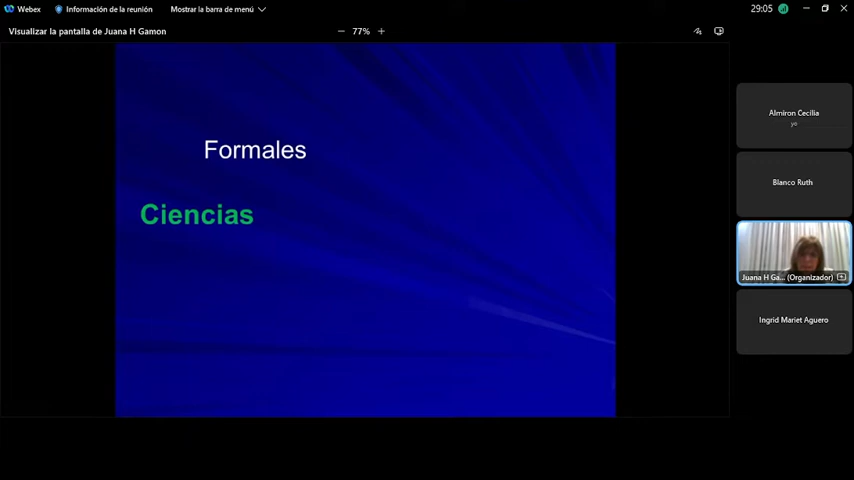 Webex
Información de la reunión
Mostrar la barra de menú
29:05
Visualizar la pantalla de Juana H Gamon
77%
Formales
Ciencias
Almiron Cecilia
yo
Blanco Ruth
Juana H Ga... (Organizador)
Ingrid Mariet Aguero